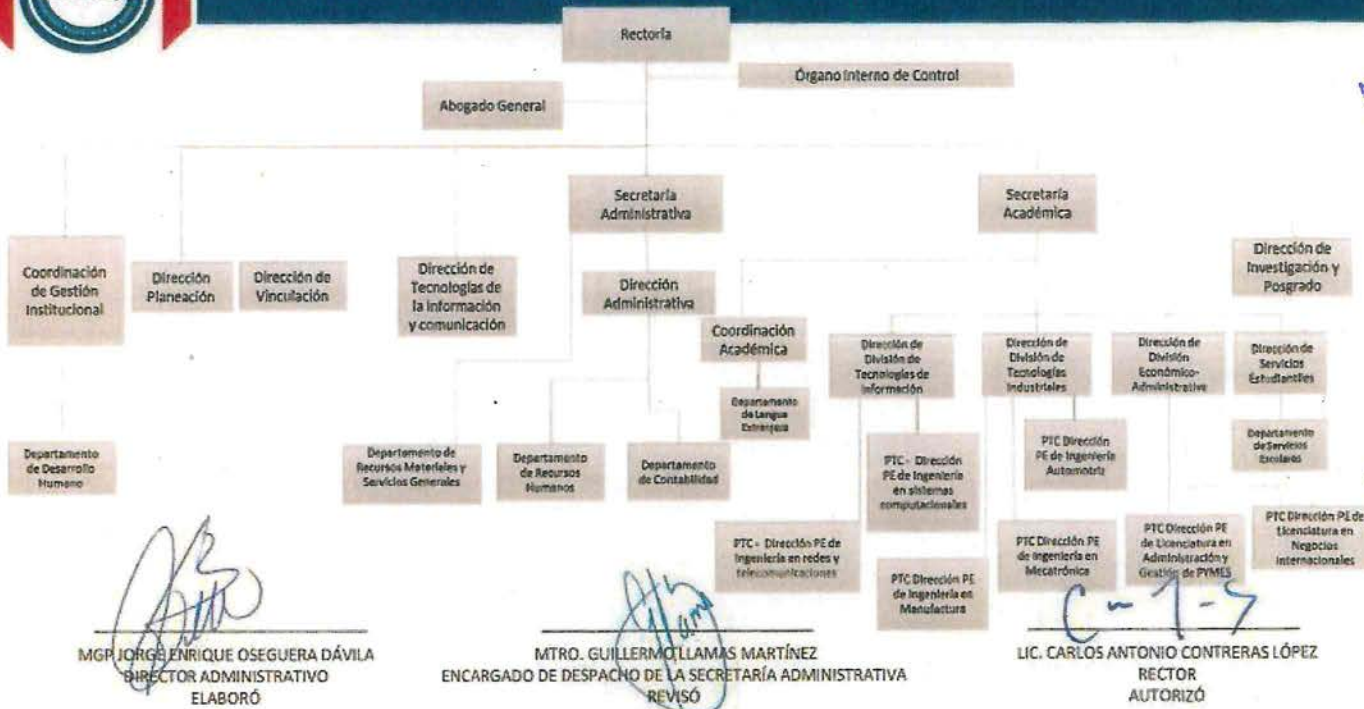 Rectoría
Órgano Interno de Control
Abogado General
Secretaría
Administrativa
Secretaría
Académica
Coordinación
de Gestión
Institucional
Dirección
Planeación
Dirección de
Vinculación
Dirección de
Tecnologías de
la información
y comunicación
Dirección
Administrativa
Dirección de
Investigación y
Posgrado
Coordinación
Académica
Dirección de
División de
Tecnologías de
Información
Dirección de
División de
Tecnologías
Industriales
Dirección de
División
Económico-
Administrativa
Dirección de
Servicios
Estudiantiles
Departamento
de Lengua
Extranjera
Departamento
de Desarrollo
Humano
Departamento de
Recursos Materiales y
Servicios Generales
Departamento
de Recursos
Humanos
Departamento
de Contabilidad
PTC - Dirección
PE de Ingeniería
en sistemas
computacionales
PTC Dirección
PE de Ingeniería
Automotriz
Departamento
de Servicios
Escolares
PTC - Dirección PE de
Ingeniería en redes y
telecomunicaciones
PTC Dirección PE
de Ingeniería en
Manufactura
PTC Dirección PE
de Ingeniería en
Mecatrónica
PTC Dirección PE
de Licenciatura en
Administración y
Gestión de PYMES
PTC Dirección PE de
Licenciatura en
Negocios
Internacionales
MGP JORGE ENRIQUE OSEGUERA DÁVILA
DIRECTOR ADMINISTRATIVO
ELABORÓ
MTRO. GUILLERMO LLAMAS MARTÍNEZ
ENCARGADO DE DESPACHO DE LA SECRETARÍA ADMINISTRATIVA
REVISÓ
LIC. CARLOS ANTONIO CONTRERAS LÓPEZ
RECTOR
AUTORIZÓ